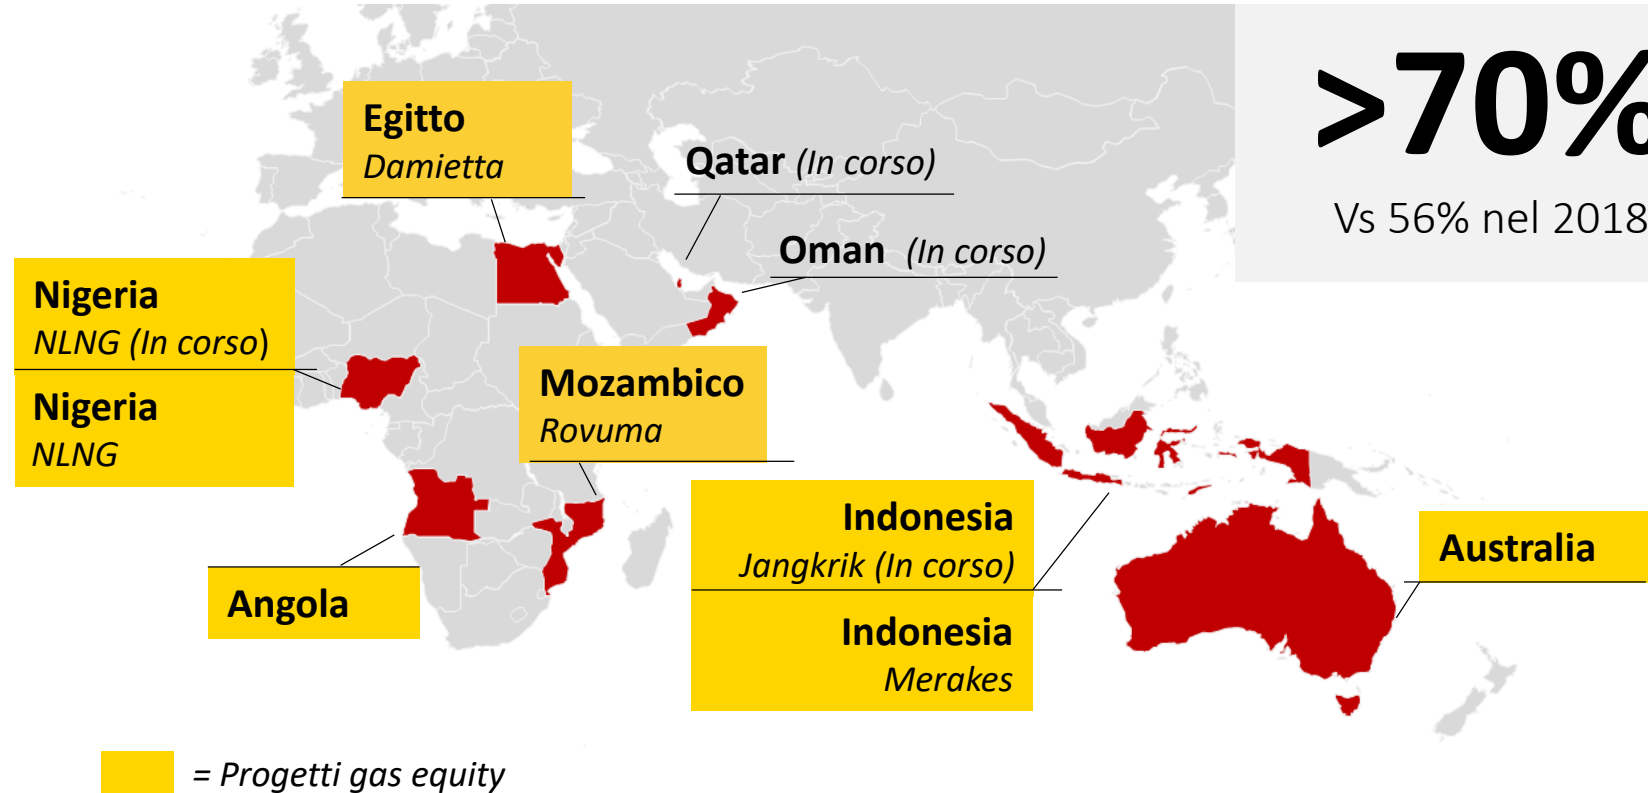 >70%
Vs 56% nel 2018
Egitto
Damietta
Qatar (In corso)
Oman (In corso)
Nigeria
NLNG (In corso)
Nigeria
NLNG
Mozambico
Rovuma
Angola
Indonesia
Jangkrik (In corso)
Indonesia
Merakes
Australia
= Progetti gas equity